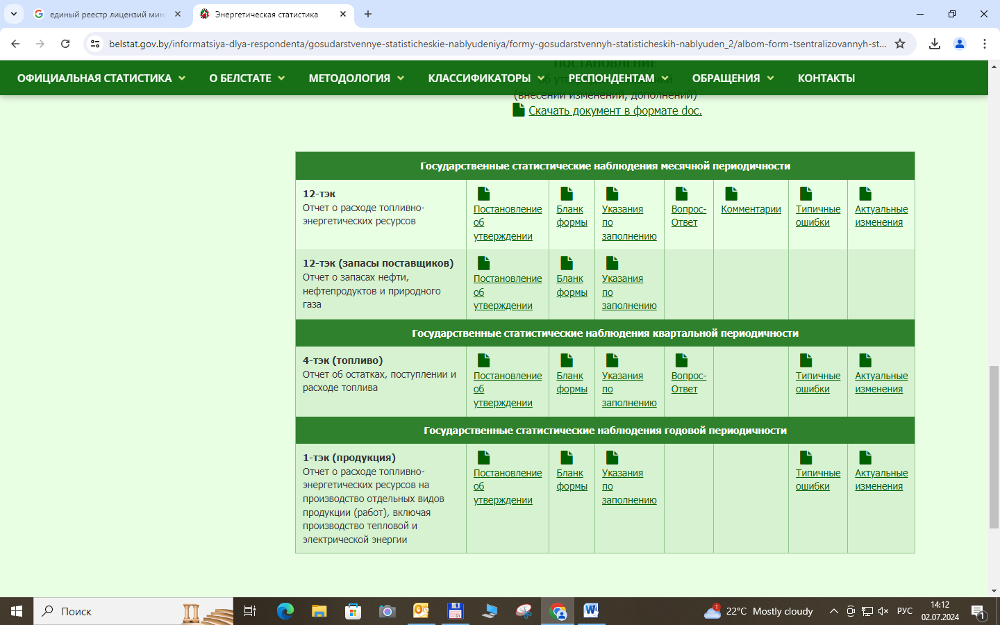 единый реестр лицензий мин
Энергетическая статистика
belstat.gov.by/informatsiya-dlya-respondenta/gosudarstvennye-statisticheskie-nablyudeniya/formy-gosudarstvennyh-statisticheskih-nablyuden_2/albom-form-tsentralizovannyh-st...
ОФИЦИАЛЬНАЯ СТАТИСТИКА О БЕЛСТАТЕ МЕТОДОЛОГИЯ КЛАССИФИКАТОРЫ РЕСПОНДЕНТАМ ОБРАЩЕНИЯ КОНТАКТЫ
ПОСТАНОВЛЕНИЕ
(внесении изменений, дополнений)
Скачать документ в формате doc.
Государственные статистические наблюдения месячной периодичности
12-тэк
Отчет о расходе топливно-
энергетических ресурсов
Постановление
об
утверждении
Бланк
формы
Указания
по
заполнению
Вопрос-
Ответ
Комментарии
Типичные
ошибки
Актуальные
изменения
12-тэк (запасы поставщиков)
Отчет о запасах нефти,
нефтепродуктов и природного
газа
Постановление
об
утверждении
Бланк
формы
Указания
по
заполнению
Государственные статистические наблюдения квартальной периодичности
4-тэк (топливо)
Отчет об остатках, поступлении и
расходе топлива
Постановление
об
утверждении
Бланк
формы
Указания
по
заполнению
Вопрос-
Ответ
Типичные
ошибки
Актуальные
изменения
Государственные статистические наблюдения годовой периодичности
1-тэк (продукция)
Отчет о расходе топливно-
энергетических ресурсов на
производство отдельных видов
продукции (работ), включая
производство тепловой и
электрической энергии
Постановление
об
утверждении
Бланк
формы
Указания
по
заполнению
Типичные
ошибки
Актуальные
изменения
Поиск
1
22°C Mostly cloudy
РУС
14:12
02.07.2024
1